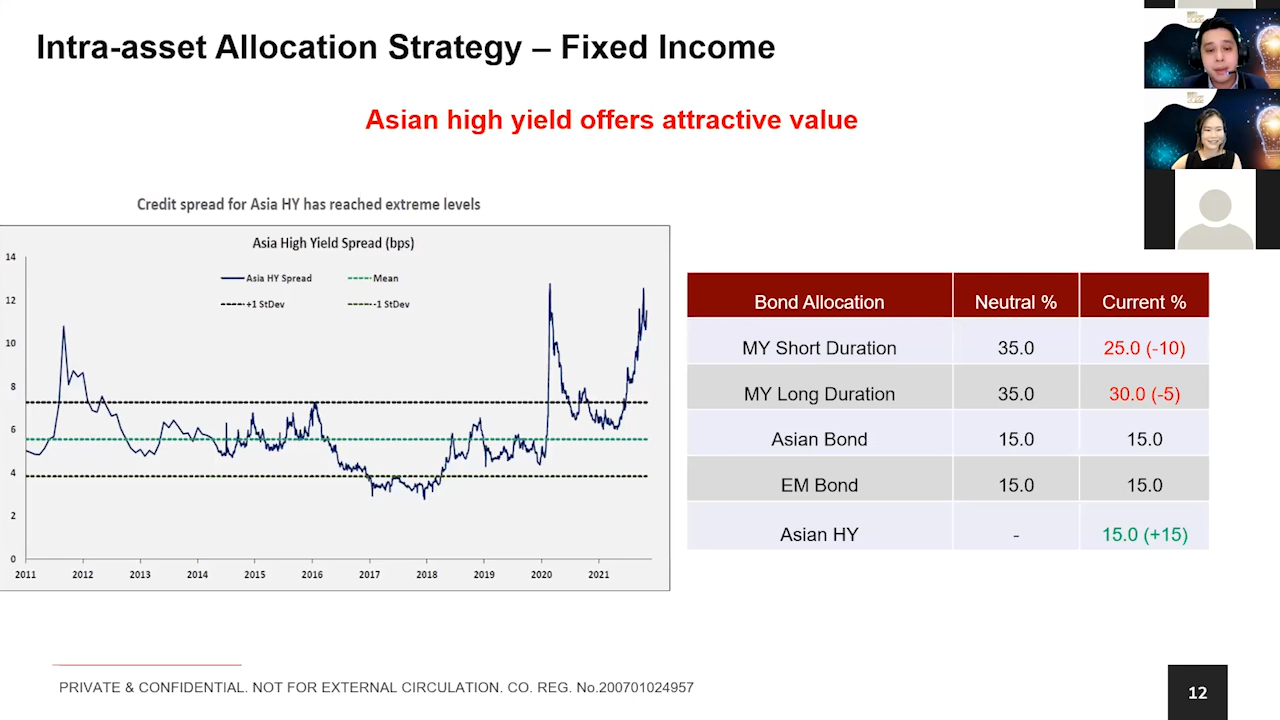 Intra-asset Allocation Strategy – Fixed Income
Asian high yield offers attractive value
Credit spread for Asia HY has reached extreme levels
Asia High Yield Spread (bps)
Asia HY Spread Mean
+1 StDev -1 StDev
14
12
10
8
6
4
2
0
2011 2012 2013 2014 2015 2016 2017 2018 2019 2020 2021
Bond Allocation Neutral % Current %
MY Short Duration 35.0 25.0 (-10)
MY Long Duration 35.0 30.0 (-5)
Asian Bond 15.0 15.0
EM Bond 15.0 15.0
Asian HY - 15.0 (+15)
PRIVATE & CONFIDENTIAL. NOT FOR EXTERNAL CIRCULATION. CO. REG. No.200701024957
12